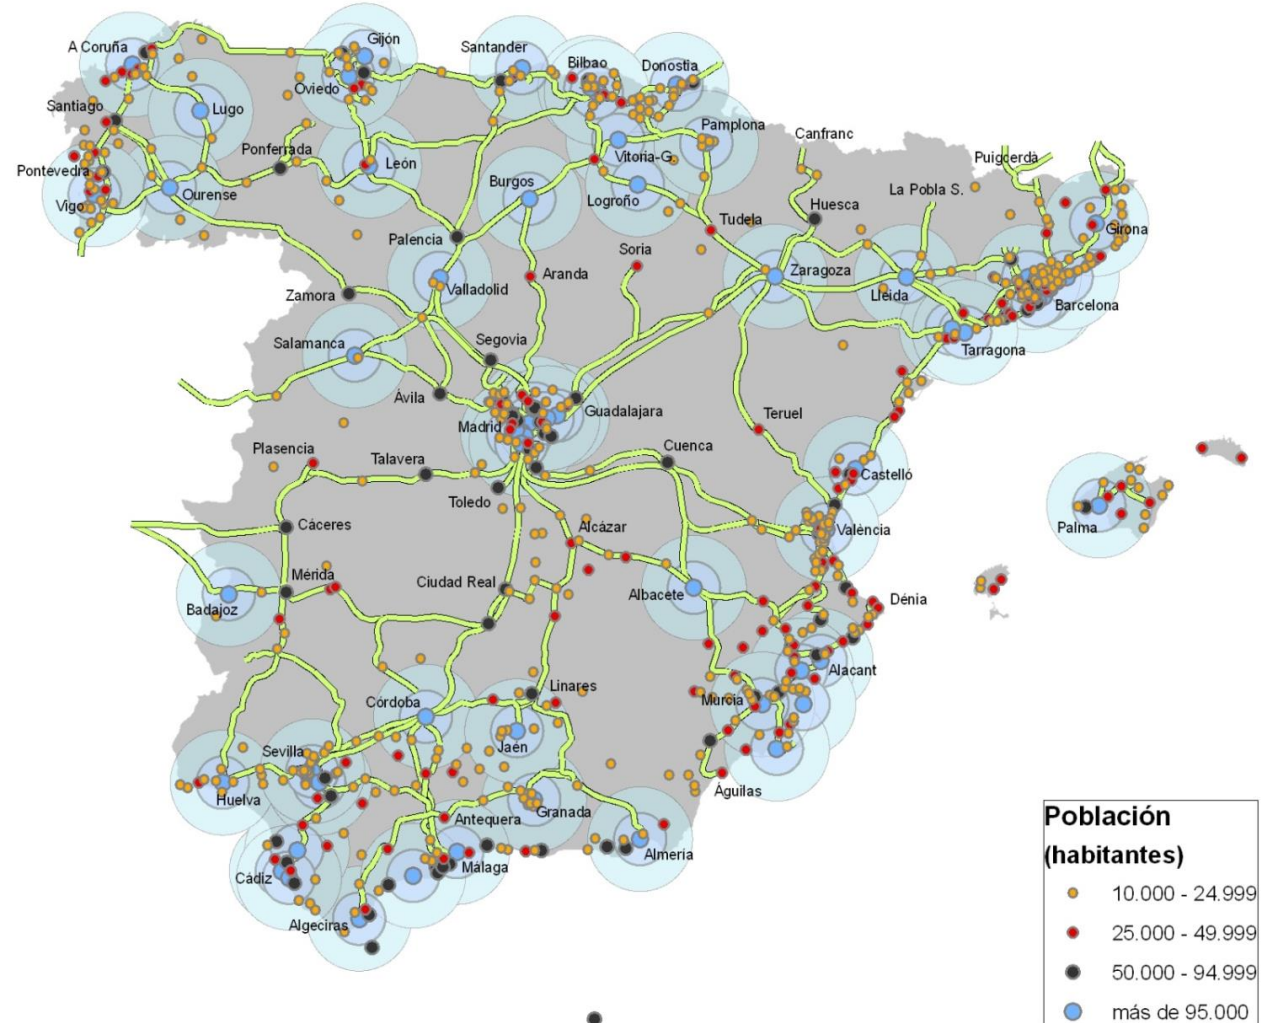 Gijón
A Coruña
Santander
Bilbao
Donostia
Oviedo
Lugo
Santiago
Pamplona
Canfranc
Ponferrada
León
Vitoria-G.
Puigcerdà
Pontevedra
Ourense
Burgos
Logroño
La Pobla S.
Vigo
Huesca
Tudela
Girona
Palencia
Soria
Aranda
Zaragoza
Zamora
Valladolid
Lleida
Barcelona
Salamanca
Segovia
Tarragona
Ávila
Guadalajara
Teruel
Madrid
Plasencia
Talavera
Cuenca
Castelló
Toledo
Cáceres
Alcázar
València
Palma
Mérida
Ciudad Real
Albacete
Badajoz
Dénia
Alacant
Linares
Córdoba
Murcia
Sevilla
Jaén
Águilas
Huelva
Antequera
Granada
Almería
Málaga
Cádiz
Algeciras
Población
(habitantes)
10.000 - 24.999
25.000 - 49.999
50.000 - 94.999
más de 95.000